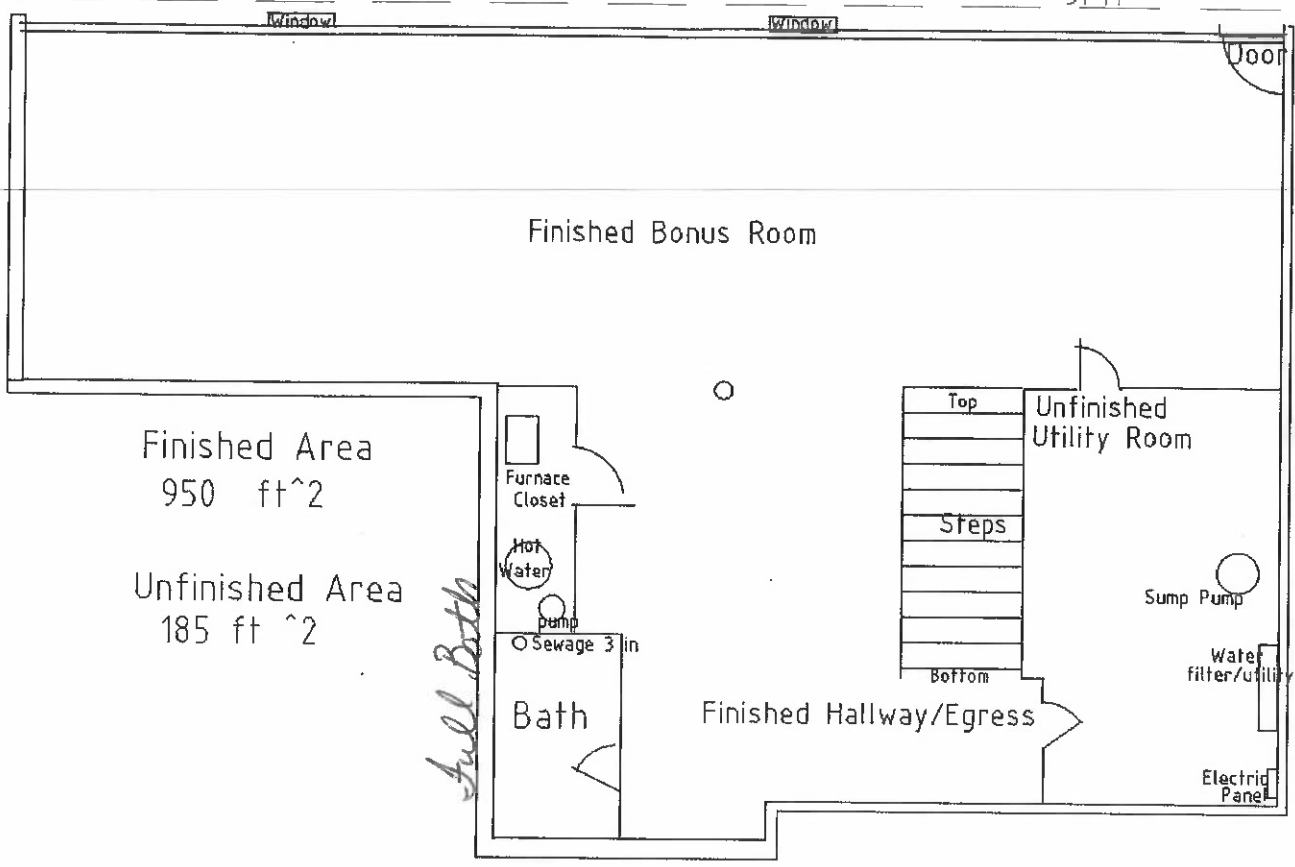 Window
Window
Door
Finished Bonus Room
Finished Area
950 ft^2
Unfinished Area
185 ft ^2
Full Bath
Furnace
Closet
Hot
Water
pump
Sewage 3 in
Bath
Top
Steps
Bottom
Finished Hallway/Egress
Unfinished
Utility Room
Sump Pump
Water
filter/utility
Electric
Panel